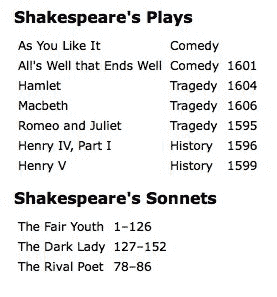 Shakespeare's Plays
As You Like It Comedy
All's Well that Ends Well Comedy 1601
Hamlet Tragedy 1604
Macbeth Tragedy 1606
Romeo and Juliet Tragedy 1595
Henry IV, Part I History 1596
Henry V History 1599
Shakespeare's Sonnets
The Fair Youth 1–126
The Dark Lady 127–152
The Rival Poet 78–86